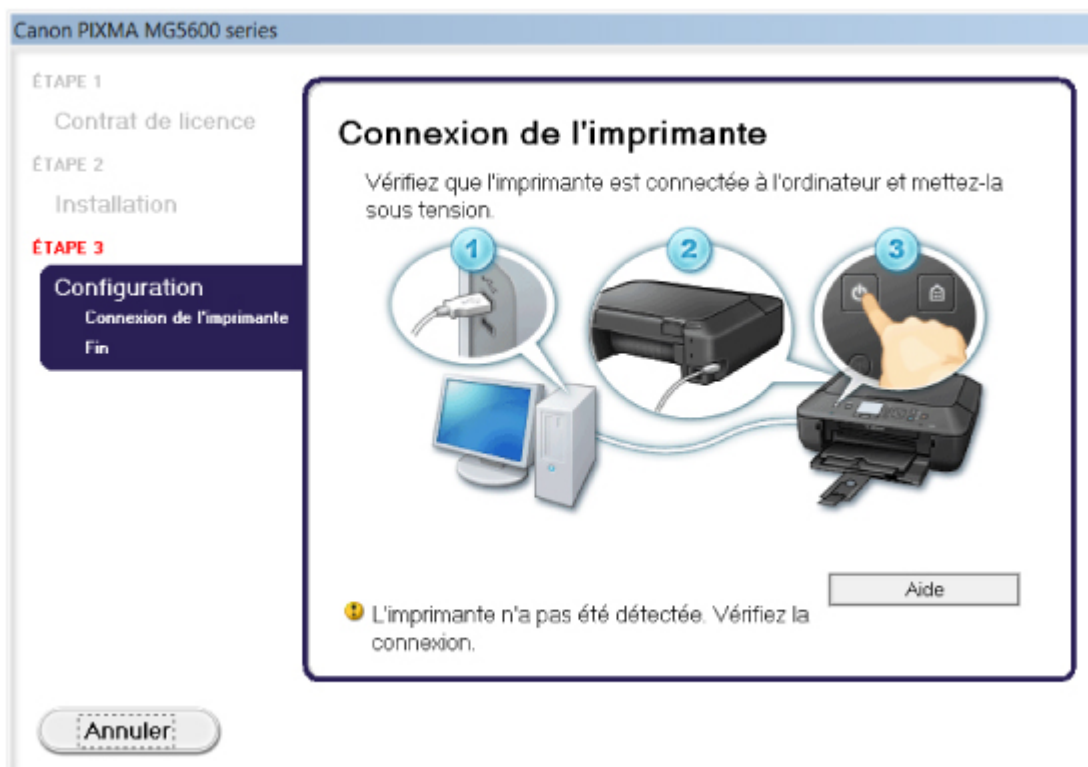 Canon PIXMA MG5600 series
ÉTAPE 1
Contrat de licence
ÉTAPE 2
Installation
ÉTAPE 3
Configuration
Connexion de l'imprimante
Fin
Connexion de l'imprimante
Vérifiez que l'imprimante est connectée à l'ordinateur et mettez-la
sous tension.
1
2
3
Aide
L'imprimante n'a pas été détectée. Vérifiez la
connexion.
Annuler